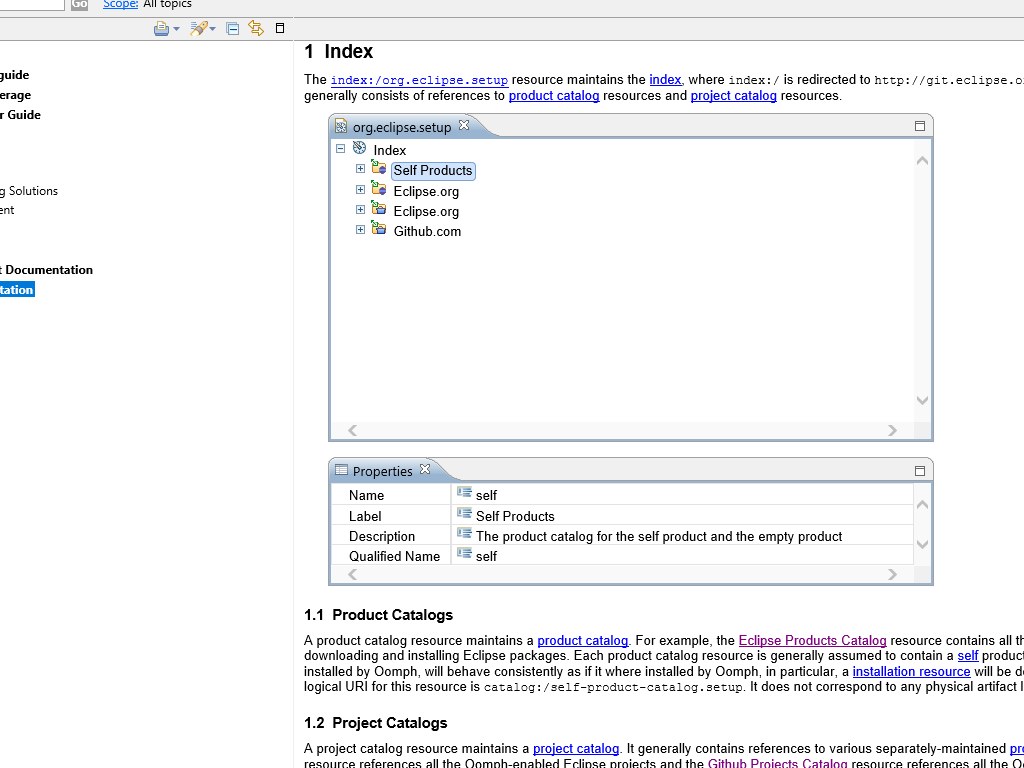 Go Scope: All topics
guide
erage
r Guide
g Solutions
ent
t Documentation
tation
1 Index
The index:/org.eclipse.setup resource maintains the index, where index:/ is redirected to http://git.eclipse.o
generally consists of references to product catalog resources and project catalog resources.
org.eclipse.setup
Index
Self Products
Eclipse.org
Eclipse.org
Github.com
Properties
Name self
Label Self Products
Description The product catalog for the self product and the empty product
Qualified Name self
1.1 Product Catalogs
A product catalog resource maintains a product catalog. For example, the Eclipse Products Catalog resource contains all th
downloading and installing Eclipse packages. Each product catalog resource is generally assumed to contain a self product
installed by Oomph, will behave consistently as if it where installed by Oomph, in particular, a installation resource will be de
logical URI for this resource is catalog:/self-product-catalog.setup. It does not correspond to any physical artifact l
1.2 Project Catalogs
A project catalog resource maintains a project catalog. It generally contains references to various separately-maintained pro
resource references all the Oomph-enabled Eclipse projects and the Github Projects Catalog resource references all the Oo